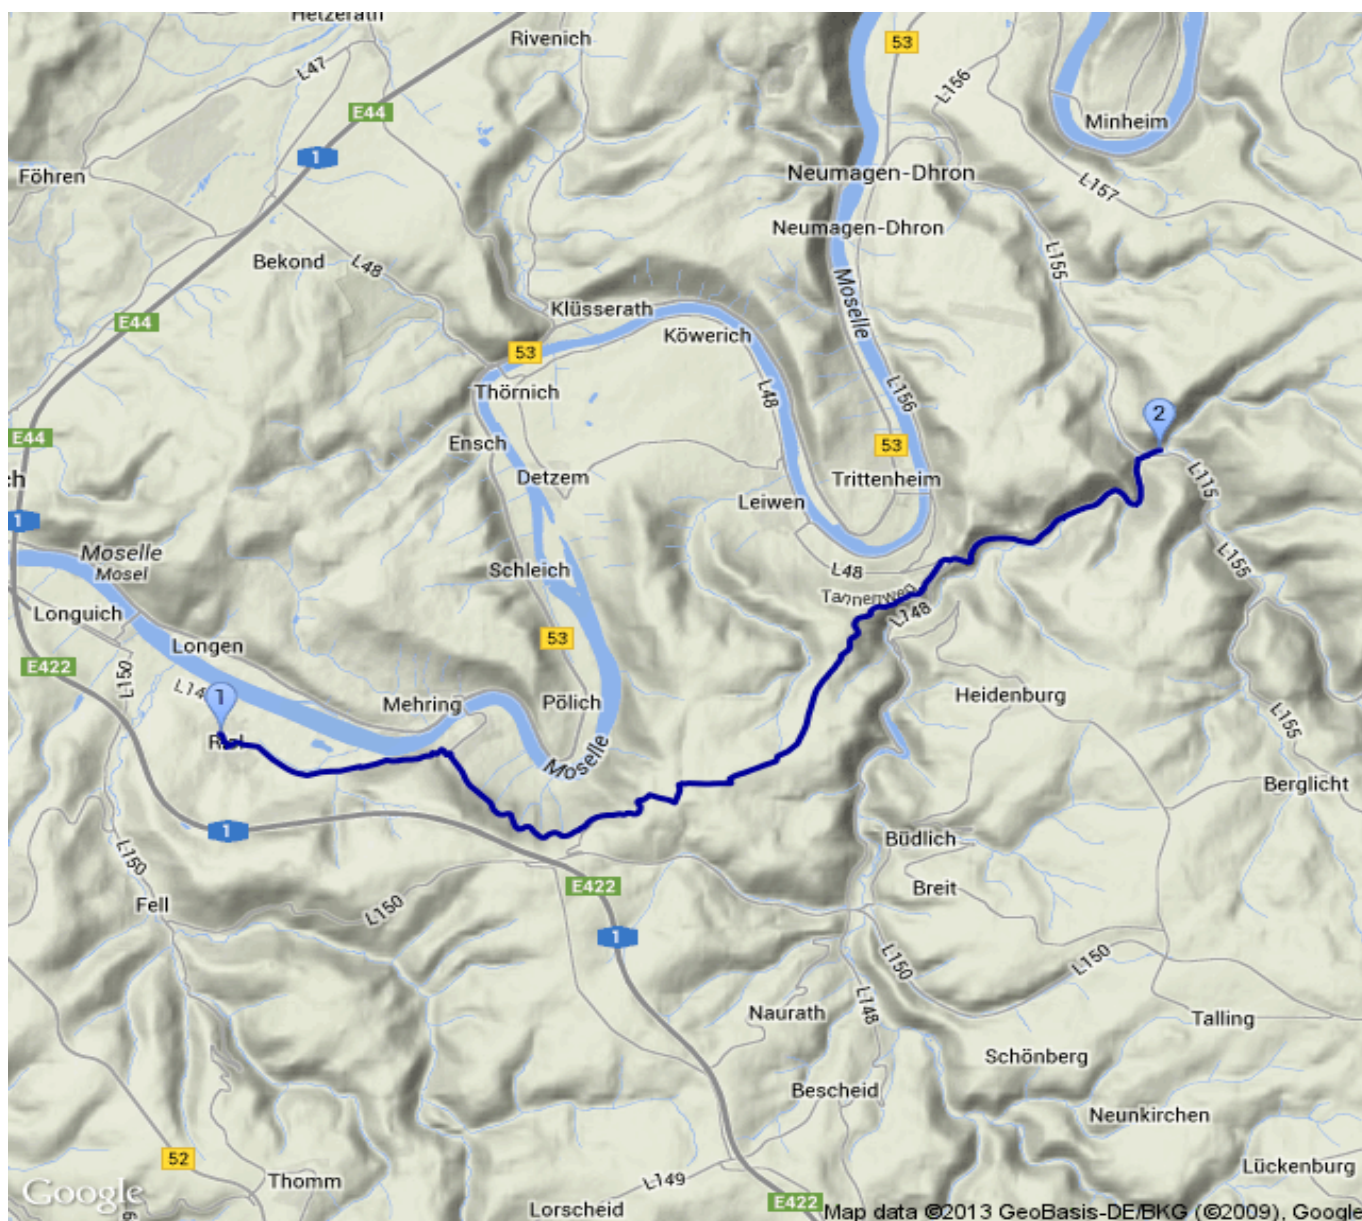 Hetzerath
Rivenich
53
L47
L156
E44
Minheim
1
Föhren
Neumagen-Dhron
L157
Neumagen-Dhron
Bekond
L48
L155
Moselle
Klüsserath
E44
Köwerich
53
Thörnich
L48
L156
2
E44
Ensch
53
ch
Detzem
Trittenheim
L115
Leiwen
1
Moselle
Mosel
Schleich
L48
L155
Tannenweg
Longuich
L148
53
Longen
E422
L150
L14
1
Heidenburg
Mehring
Pölich
L155
Moselle
Berglicht
1
Büdlich
L150
E422
Breit
Fell
L150
1
L150
L150
Naurath
L148
Talling
Schönberg
Bescheid
Neunkirchen
52
Lückenburg
Thomm
L149
Google
Lorscheid
E422
Map data ©2013 GeoBasis-DE/BKG (©2009), Google